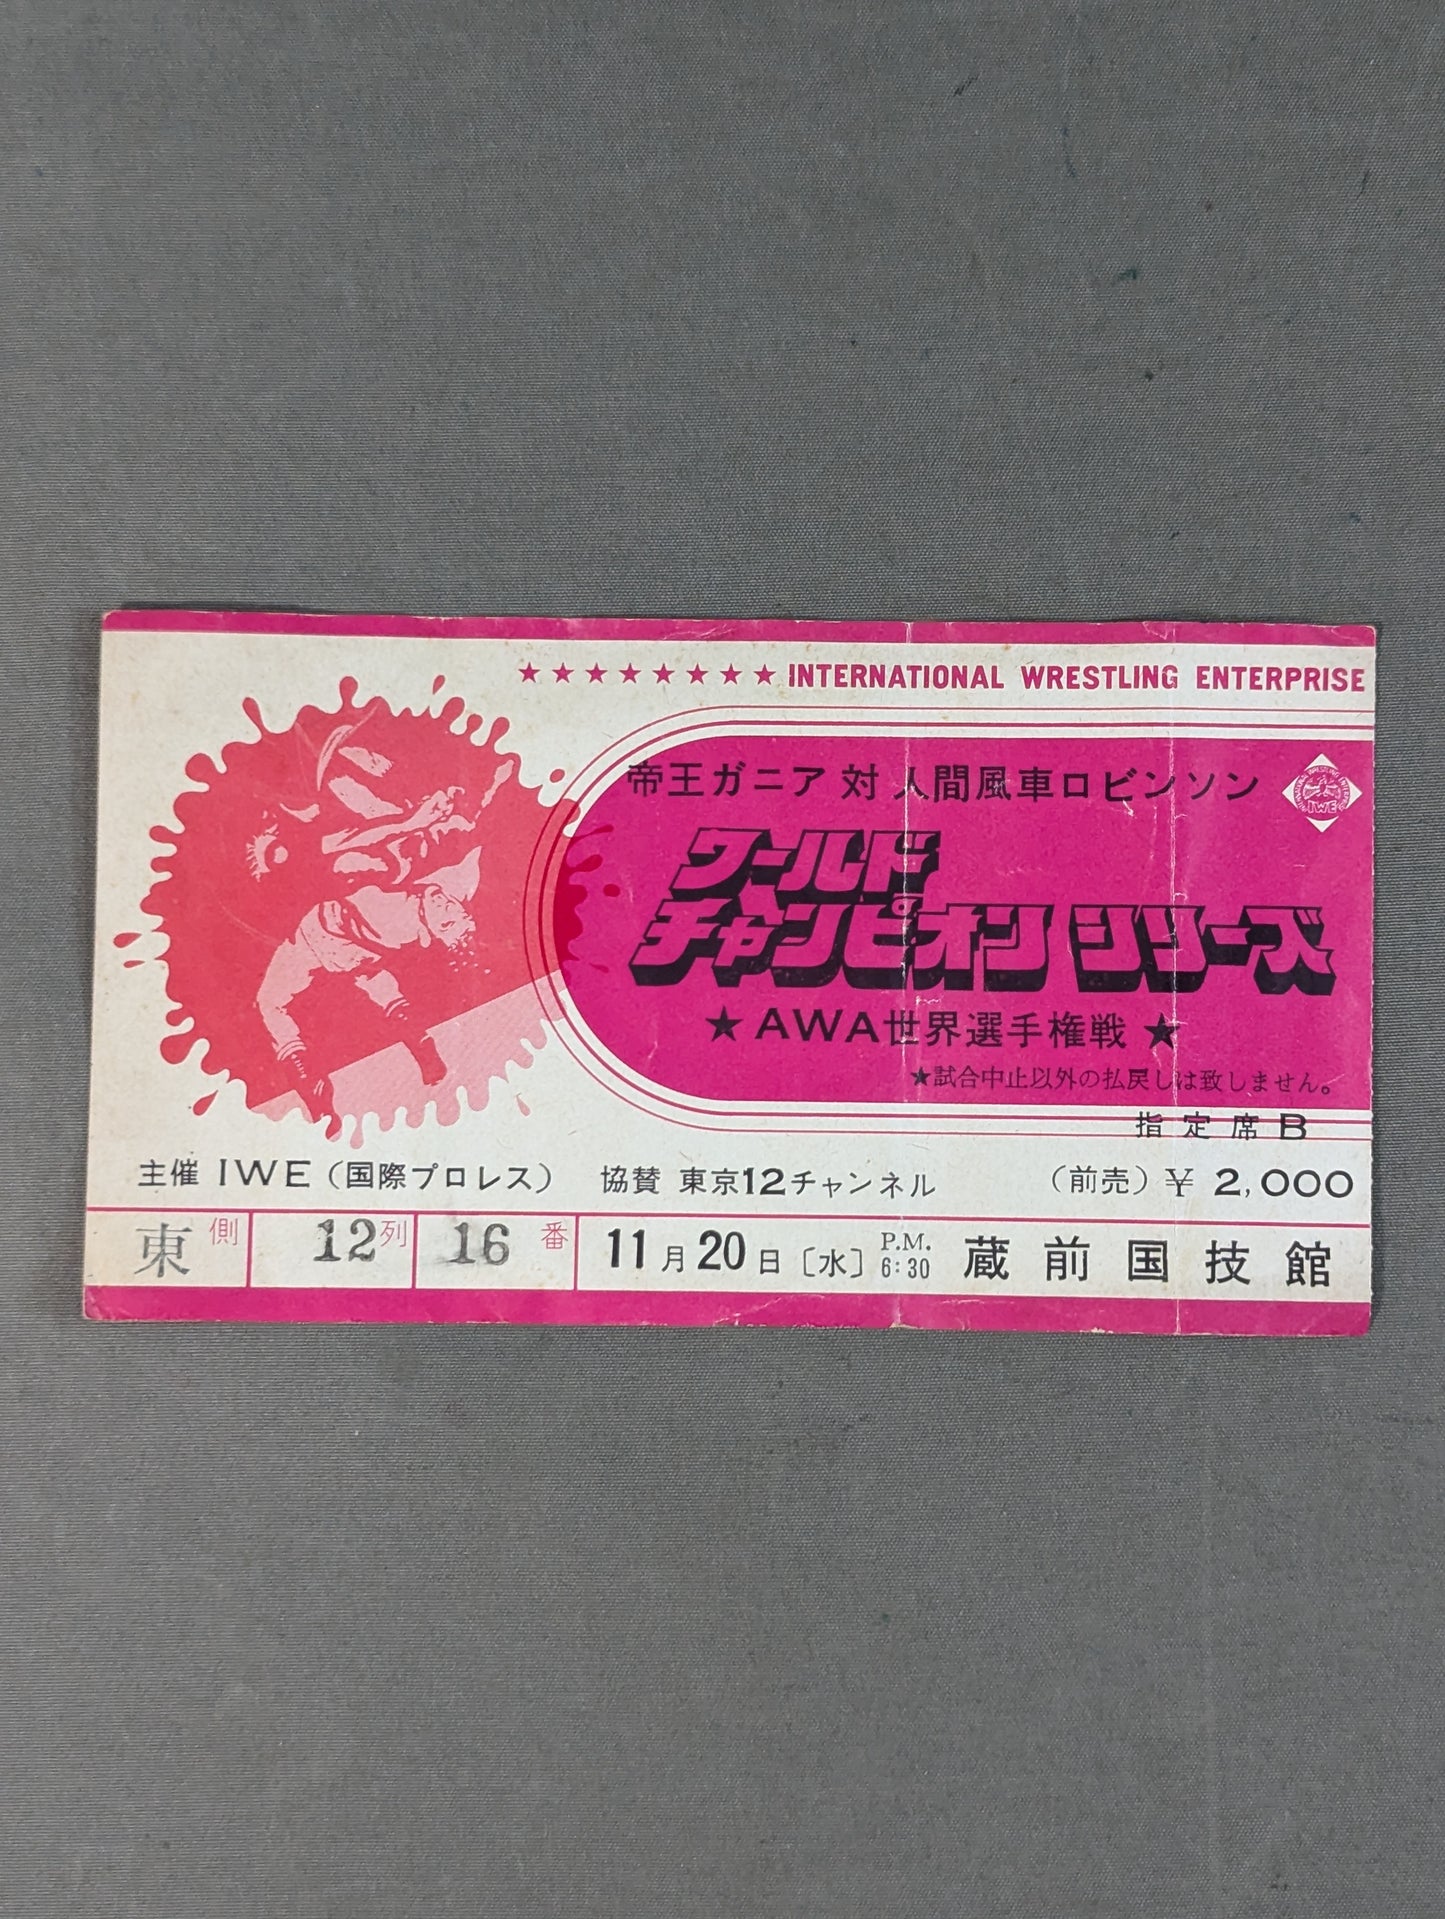 ★★★★★★★★ INTERNATIONAL WRESTLING ENTERPRISE
帝王ガニア 対 人間風車ロビンソン
IWE
ワールド
チャンピオン シリーズ
★ AWA世界選手権戦 ★
★試合中止以外の払戻しは致しません。
指定席 B
主催 IWE (国際プロレス) 協賛 東京12チャンネル (前売) ¥ 2,000
東側 12列 16番 11月20日 [水] P.M. 6:30 蔵前国技館